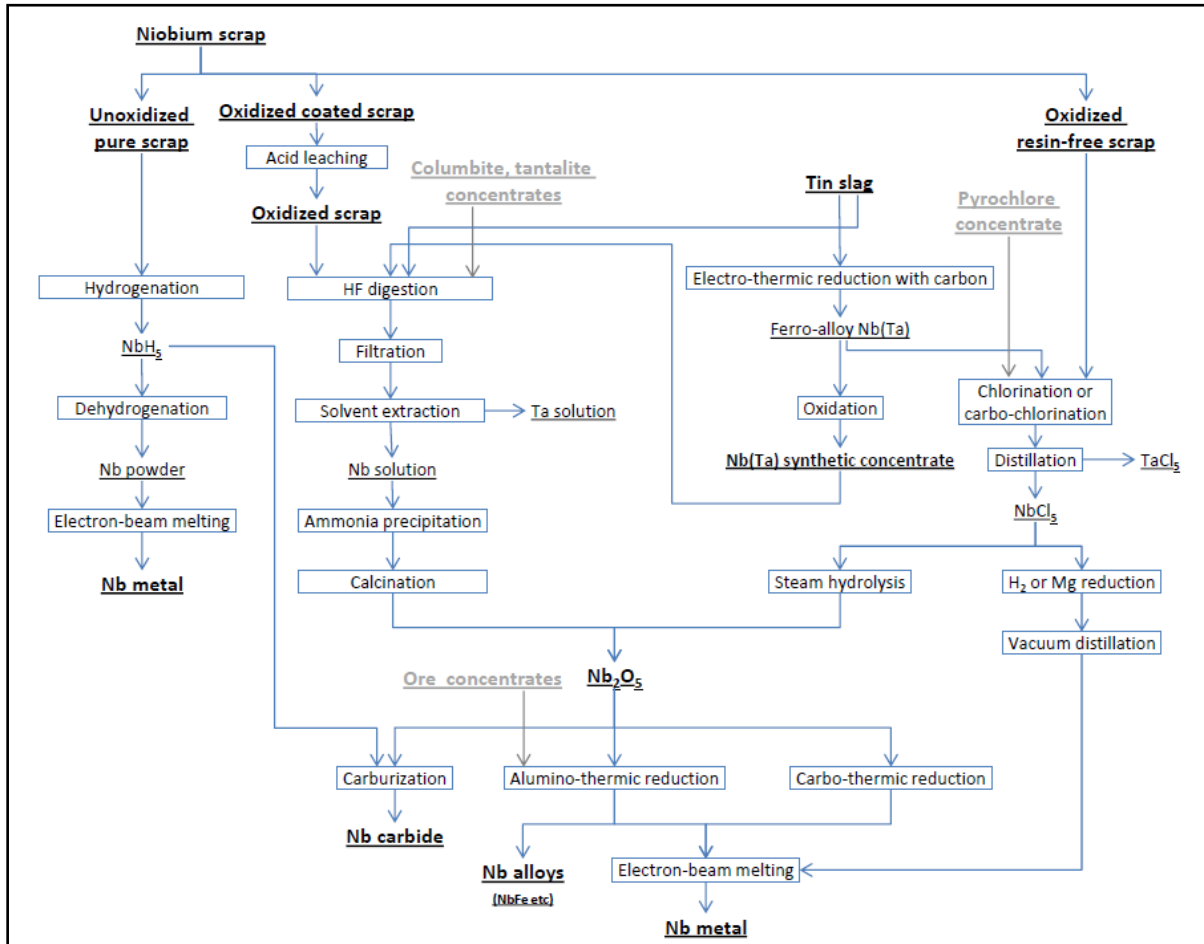 Niobium scrap
Unoxidized
pure scrap
Oxidized coated scrap
Oxidized
resin-free scrap
Acid leaching
Columbite, tantalite
concentrates
Tin slag
Pyrochlore
concentrate
Oxidized scrap
Hydrogenation
HF digestion
Electro-thermic reduction with carbon
NbH₅
Filtration
Ferro-alloy Nb(Ta)
Dehydrogenation
Solvent extraction
Ta solution
Oxidation
Chlorination or
carbo-chlorination
Nb powder
Nb solution
Nb(Ta) synthetic concentrate
Distillation
TaCl₅
Electron-beam melting
Ammonia precipitation
NbCl₅
Nb metal
Calcination
Steam hydrolysis
H₂ or Mg reduction
Vacuum distillation
Ore concentrates
Nb₂O₅
Carburization
Alumino-thermic reduction
Carbo-thermic reduction
Nb carbide
Nb alloys
(NbFe etc)
Electron-beam melting
Nb metal